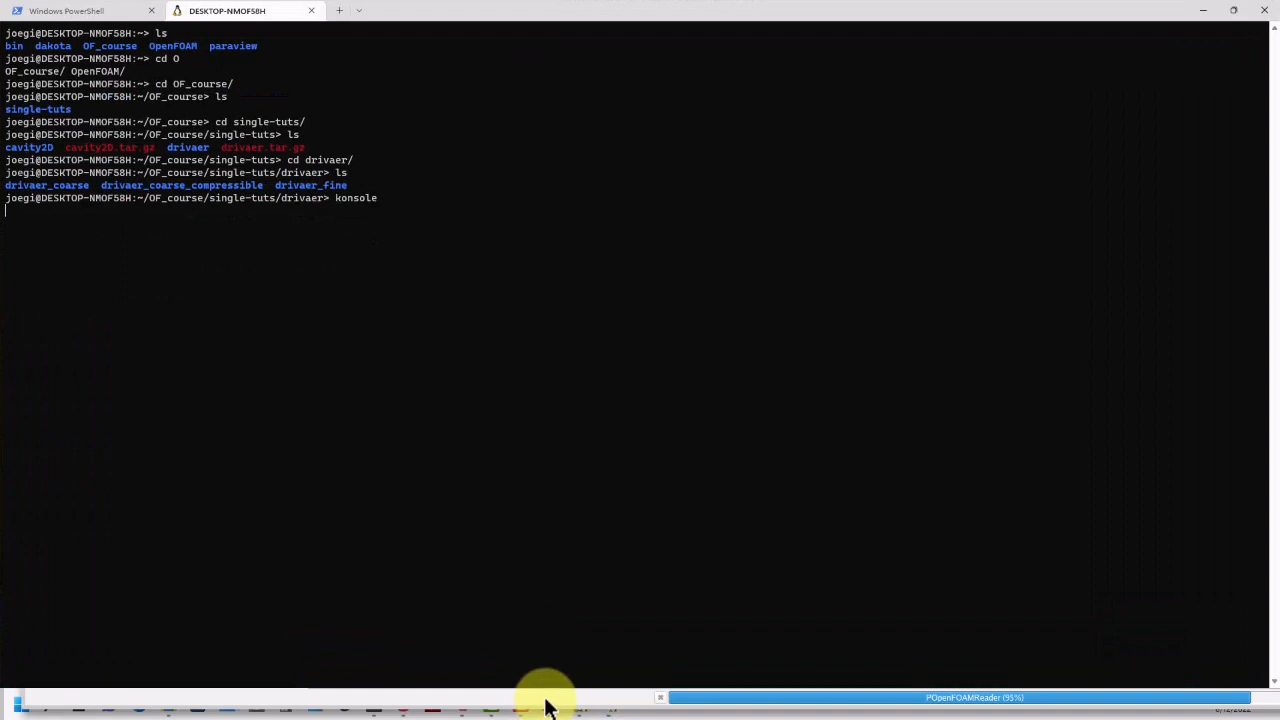 Windows PowerShell
DESKTOP-NMOF58H
joegi@DESKTOP-NMOF58H:~> ls
bin dakota OF_course OpenFOAM paraview
joegi@DESKTOP-NMOF58H:~> cd O
OF_course/ OpenFOAM/
joegi@DESKTOP-NMOF58H:~> cd OF_course/
joegi@DESKTOP-NMOF58H:~/OF_course> ls
single-tuts
joegi@DESKTOP-NMOF58H:~/OF_course> cd single-tuts/
joegi@DESKTOP-NMOF58H:~/OF_course/single-tuts> ls
cavity2D cavity2D.tar.gz drivaer drivaer.tar.gz
joegi@DESKTOP-NMOF58H:~/OF_course/single-tuts> cd drivaer/
joegi@DESKTOP-NMOF58H:~/OF_course/single-tuts/drivaer> ls
drivaer_coarse drivaer_coarse_compressible drivaer_fine
joegi@DESKTOP-NMOF58H:~/OF_course/single-tuts/drivaer> konsole
POpenFOAMReader (95%)